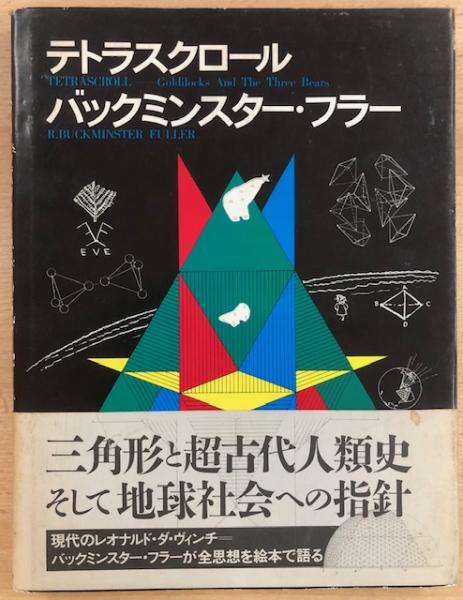 テトラスクロール
TETRASCROLL — Goldilocks And The Three Bears
バックミンスター・フラー
R.BUCKMINSTER FULLER
EVE
B
C
D
三角形と超古代人類史
そして地球社会への指針
現代のレオナルド・ダ・ヴィンチ＝
バックミンスター・フラーが全思想を絵本で語る